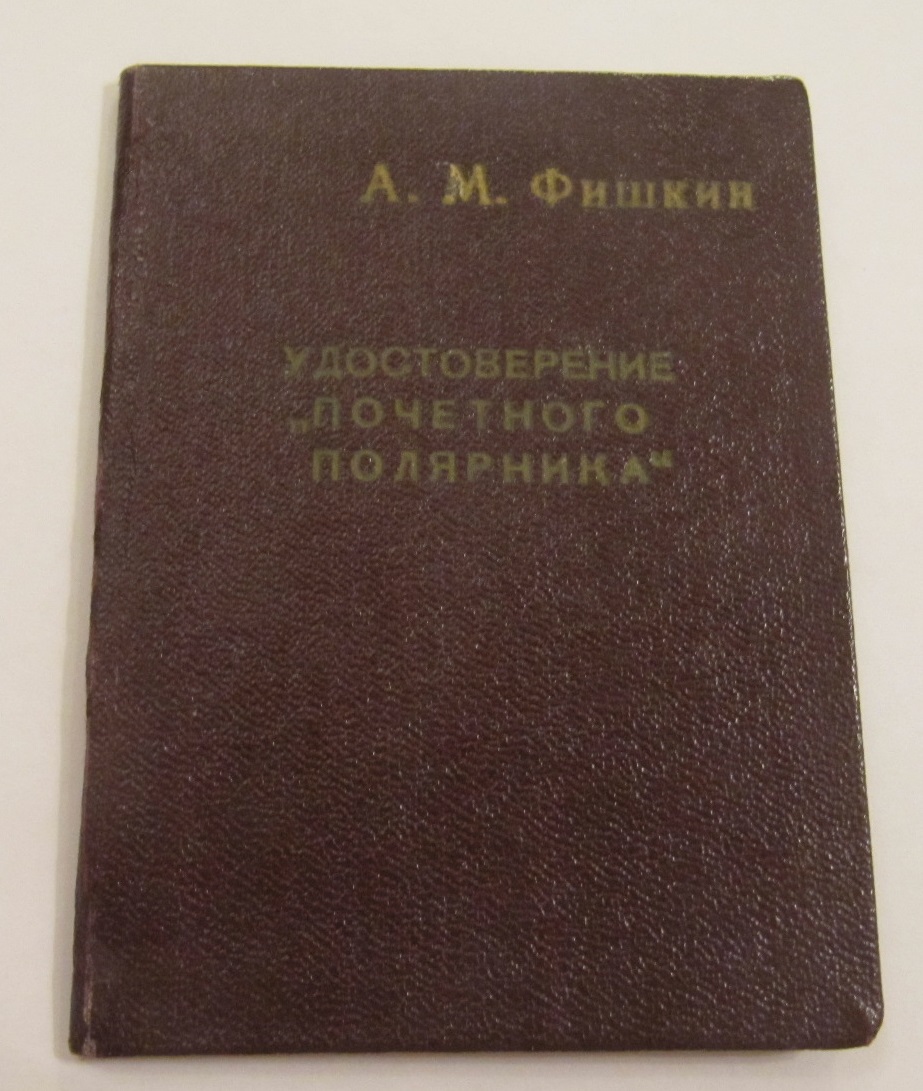 А. М. Фишкин
УДОСТОВЕРЕНИЕ
„ПОЧЕТНОГО
ПОЛЯРНИКА“